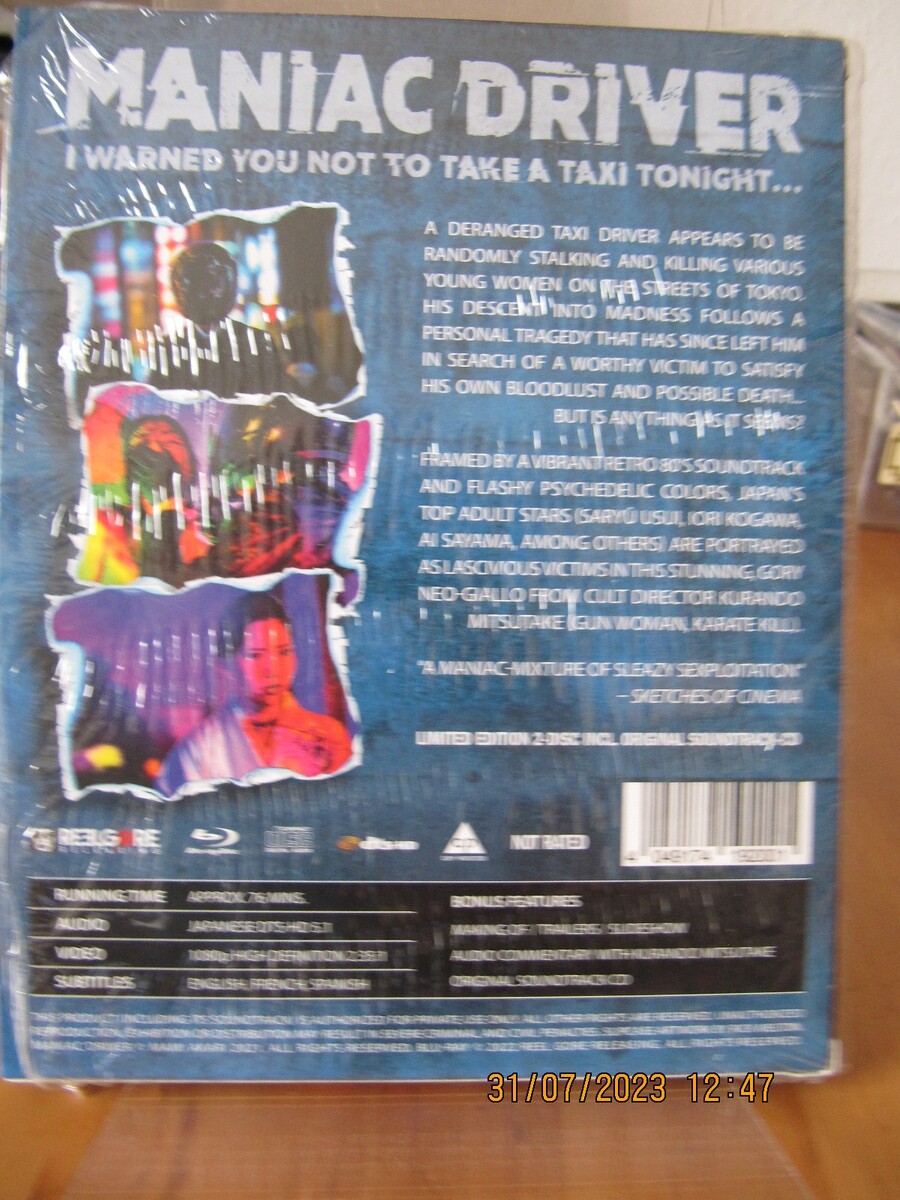 MANIAC DRIVER
I WARNED YOU NOT TO TAKE A TAXI TONIGHT...
A DERANGED TAXI DRIVER APPEARS TO BE
RANDOMLY STALKING AND KILLING VARIOUS
YOUNG WOMEN ON THE STREETS OF TOKYO.
HIS DESCENT INTO MADNESS FOLLOWS A
PERSONAL TRAGEDY THAT HAS SINCE LEFT HIM
IN SEARCH OF A WORTHY VICTIM TO SATISFY
HIS OWN BLOODLUST AND POSSIBLE DEATH...
BUT IS ANYTHING AS IT SEEMS?
FRAMED BY A VIBRANT RETRO 80'S SOUNDTRACK
AND FLASHY PSYCHEDELIC COLORS, JAPAN'S
TOP ADULT STARS (SARYÛ USUI, IORI KOGAWA,
AI SAYAMA, AMONG OTHERS) ARE PORTRAYED
AS LASCIVIOUS VICTIMS IN THIS STUNNING, GORY
NEO-GIALLO FROM CULT DIRECTOR KURANDO
MITSUTAKE (GUN WOMAN, KARATE KILL).
"A MANIAC-MIXTURE OF SLEAZY SEXPLOITATION"
– SKETCHES OF CINEMA
LIMITED EDITION 2-DISC INCL. ORIGINAL SOUNDTRACK-CD
REELGORE
NOT RATED
RUNNING TIME APPROX. 76 MINS.
AUDIO JAPANESE DTS-HD 5.1
VIDEO 1080p HIGH DEFINITION 2.35:1
SUBTITLES ENGLISH, FRENCH, SPANISH
BONUS FEATURES
MAKING OF / TRAILERS / SLIDESHOW
AUDIO COMMENTARY WITH KURANDO MITSUTAKE
ORIGINAL SOUNDTRACK CD
31/07/2023 12:47